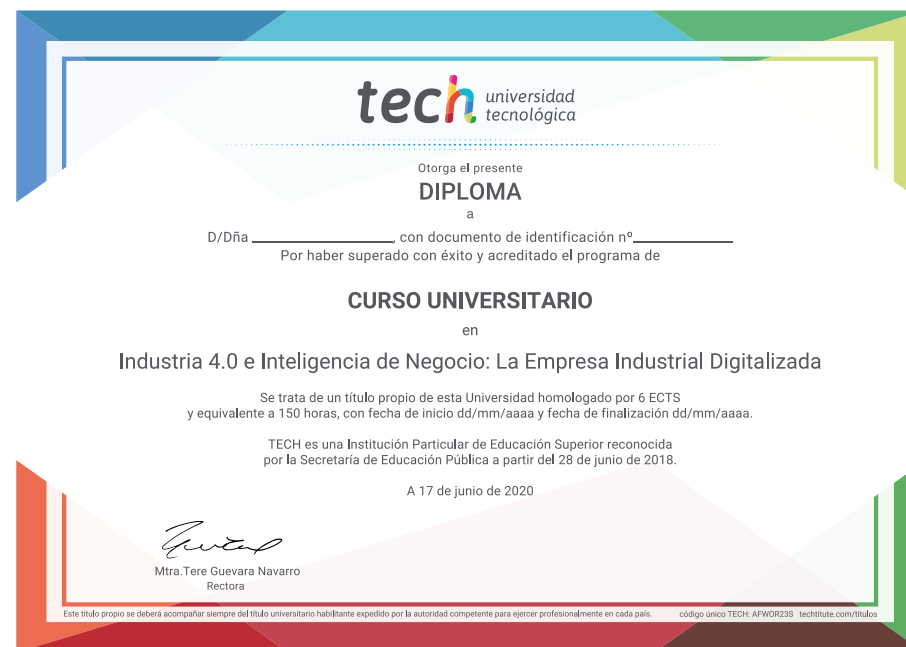 tech universidad
tecnológica
Otorga el presente
DIPLOMA
a
D/Dña ____________________, con documento de identificación nº______________
Por haber superado con éxito y acreditado el programa de
CURSO UNIVERSITARIO
en
Industria 4.0 e Inteligencia de Negocio: La Empresa Industrial Digitalizada
Se trata de un título propio de esta Universidad homologado por 6 ECTS
y equivalente a 150 horas, con fecha de inicio dd/mm/aaaa y fecha de finalización dd/mm/aaaa.
TECH es una Institución Particular de Educación Superior reconocida
por la Secretaría de Educación Pública a partir del 28 de junio de 2018.
A 17 de junio de 2020
Mtra.Tere Guevara Navarro
Rectora
Este título propio se deberá acompañar siempre del título universitario habilitante expedido por la autoridad competente para ejercer profesionalmente en cada país. código único TECH: AFWOR23S techtitute.com/titulos